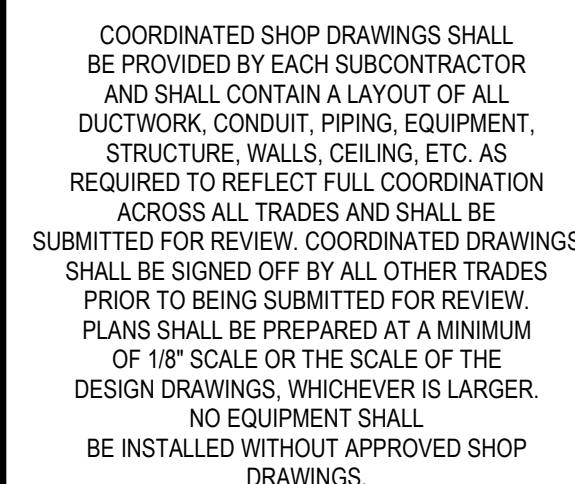 COORDINATED SHOP DRAWINGS SHALL
BE PROVIDED BY EACH SUBCONTRACTOR
AND SHALL CONTAIN A LAYOUT OF ALL
DUCTWORK, CONDUIT, PIPING, EQUIPMENT,
STRUCTURE, WALLS, CEILING, ETC. AS
REQUIRED TO REFLECT FULL COORDINATION
ACROSS ALL TRADES AND SHALL BE
SUBMITTED FOR REVIEW. COORDINATED DRAWINGS
SHALL BE SIGNED OFF BY ALL OTHER TRADES
PRIOR TO BEING SUBMITTED FOR REVIEW.
PLANS SHALL BE PREPARED AT A MINIMUM
OF 1/8" SCALE OR THE SCALE OF THE
DESIGN DRAWINGS, WHICHEVER IS LARGER.
NO EQUIPMENT SHALL
BE INSTALLED WITHOUT APPROVED SHOP
DRAWINGS.